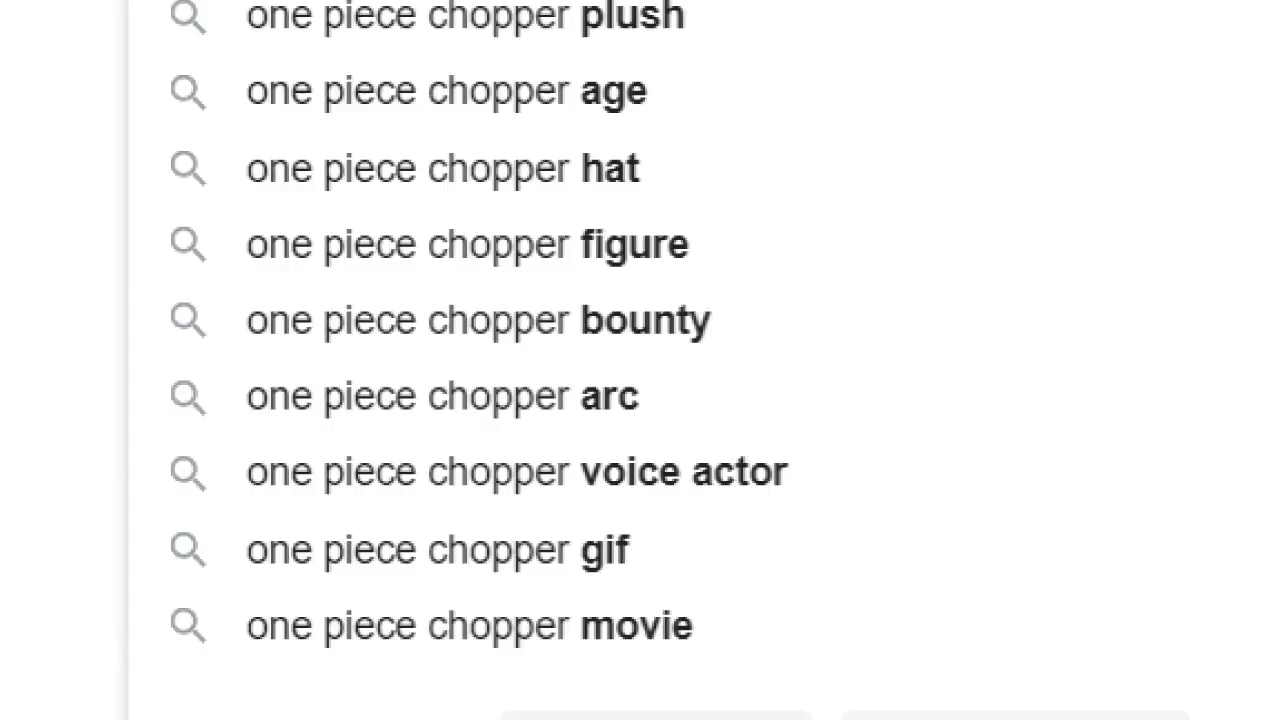 one piece chopper plush
one piece chopper age
one piece chopper hat
one piece chopper figure
one piece chopper bounty
one piece chopper arc
one piece chopper voice actor
one piece chopper gif
one piece chopper movie